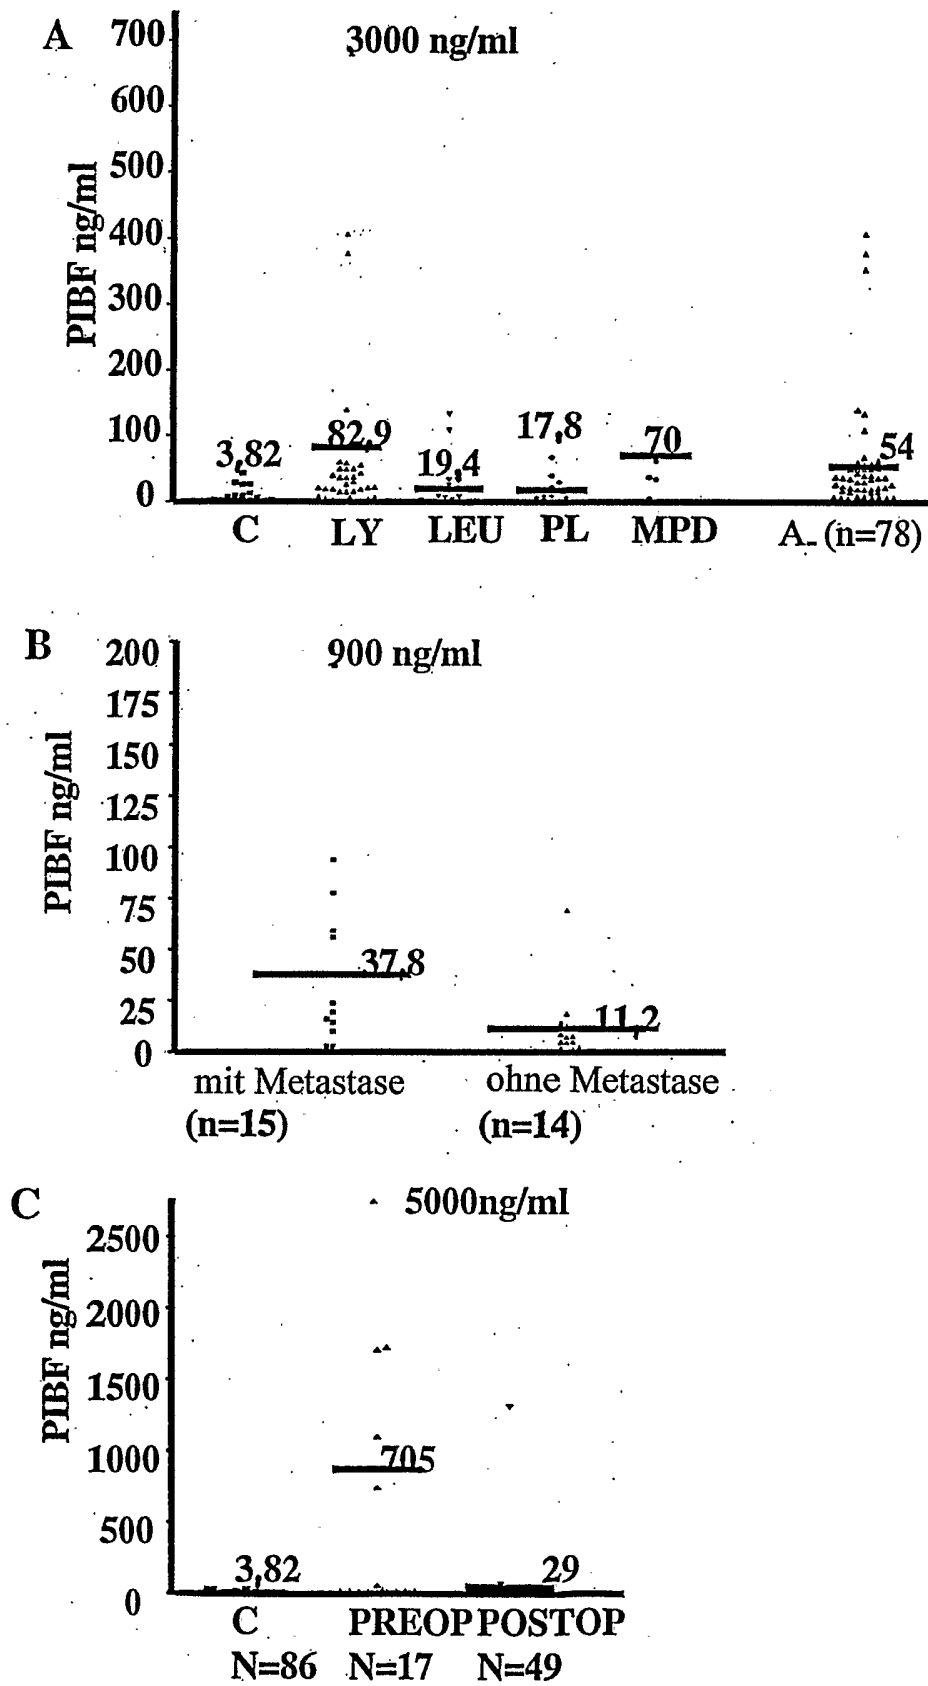 A
3000 ng/ml
PIBF ng/ml
700
600
500
400
300
200
100
0
3,82
82,9
19,4
17,8
70
54
C LY LEU PL MPD A. (n=78)
B
900 ng/ml
PIBF ng/ml
200
175
150
125
100
75
50
25
0
37,8
11,2
mit Metastase ohne Metastase
(n=15) (n=14)
C
5000ng/ml
PIBF ng/ml
2500
2000
1500
1000
500
0
3,82
705
29
C PREOP POSTOP
N=86 N=17 N=49